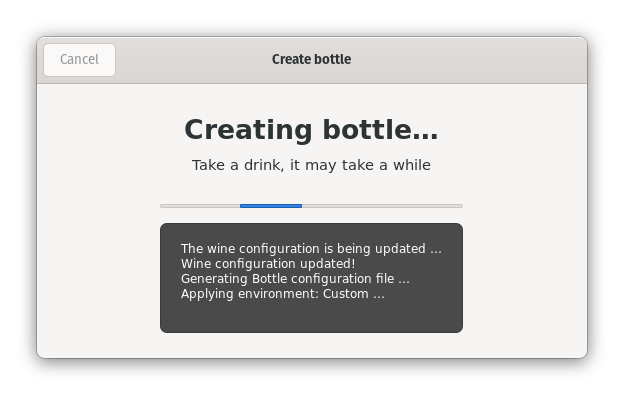 Cancel
Create bottle
Creating bottle…
Take a drink, it may take a while
The wine configuration is being updated …
Wine configuration updated!
Generating Bottle configuration file …
Applying environment: Custom …